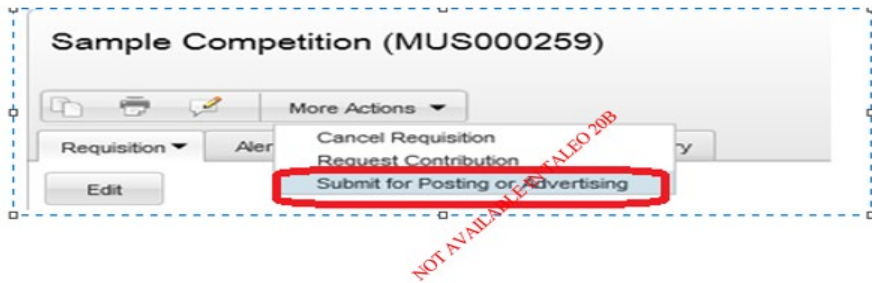 Sample Competition (MUS000259)
More Actions
Requisition
Cancel Requisition
Request Contribution
Submit for Posting or Advertising
Edit
NOT AVAILABLE IN TALEO 20B